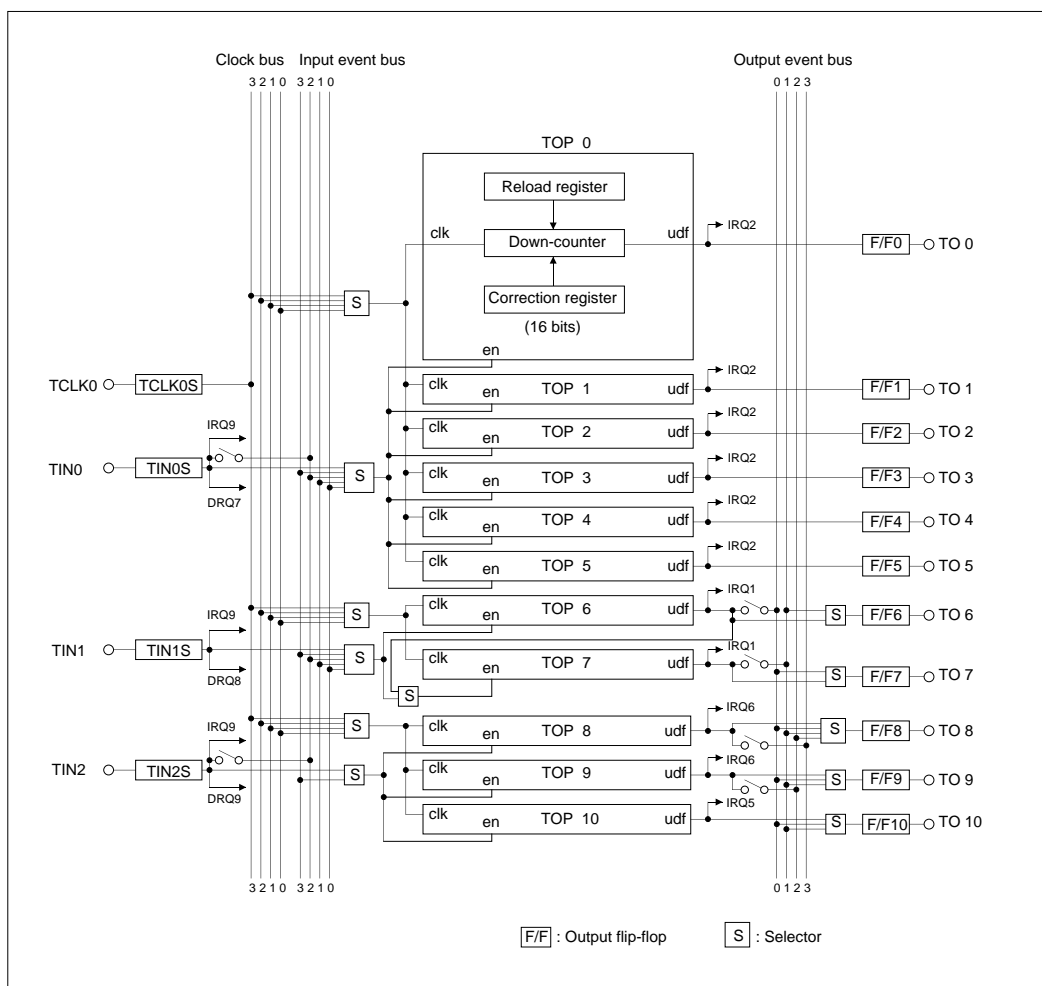 Clock bus
Input event bus
Output event bus
3 2 1 0
3 2 1 0
0 1 2 3
TOP 0
Reload register
IRQ2
clk
Down-counter
udf
F/F0
TO 0
S
Correction register
(16 bits)
en
TCLK0
TCLK0S
clk
en
TOP 1
udf
IRQ2
F/F1
TO 1
IRQ9
clk
en
TOP 2
udf
IRQ2
F/F2
TO 2
TIN0
TIN0S
DRQ7
S
clk
en
TOP 3
udf
IRQ2
F/F3
TO 3
clk
en
TOP 4
udf
IRQ2
F/F4
TO 4
clk
en
TOP 5
udf
IRQ2
F/F5
TO 5
S
clk
en
TOP 6
udf
IRQ1
S
F/F6
TO 6
IRQ9
TIN1
TIN1S
DRQ8
S
S
clk
en
TOP 7
udf
IRQ1
S
F/F7
TO 7
S
clk
en
TOP 8
udf
IRQ6
S
F/F8
TO 8
IRQ9
TIN2
TIN2S
DRQ9
S
clk
en
TOP 9
udf
IRQ6
S
F/F9
TO 9
clk
en
TOP 10
udf
IRQ5
S
F/F10
TO 10
3 2 1 0
3 2 1 0
0 1 2 3
F/F : Output flip-flop
S : Selector